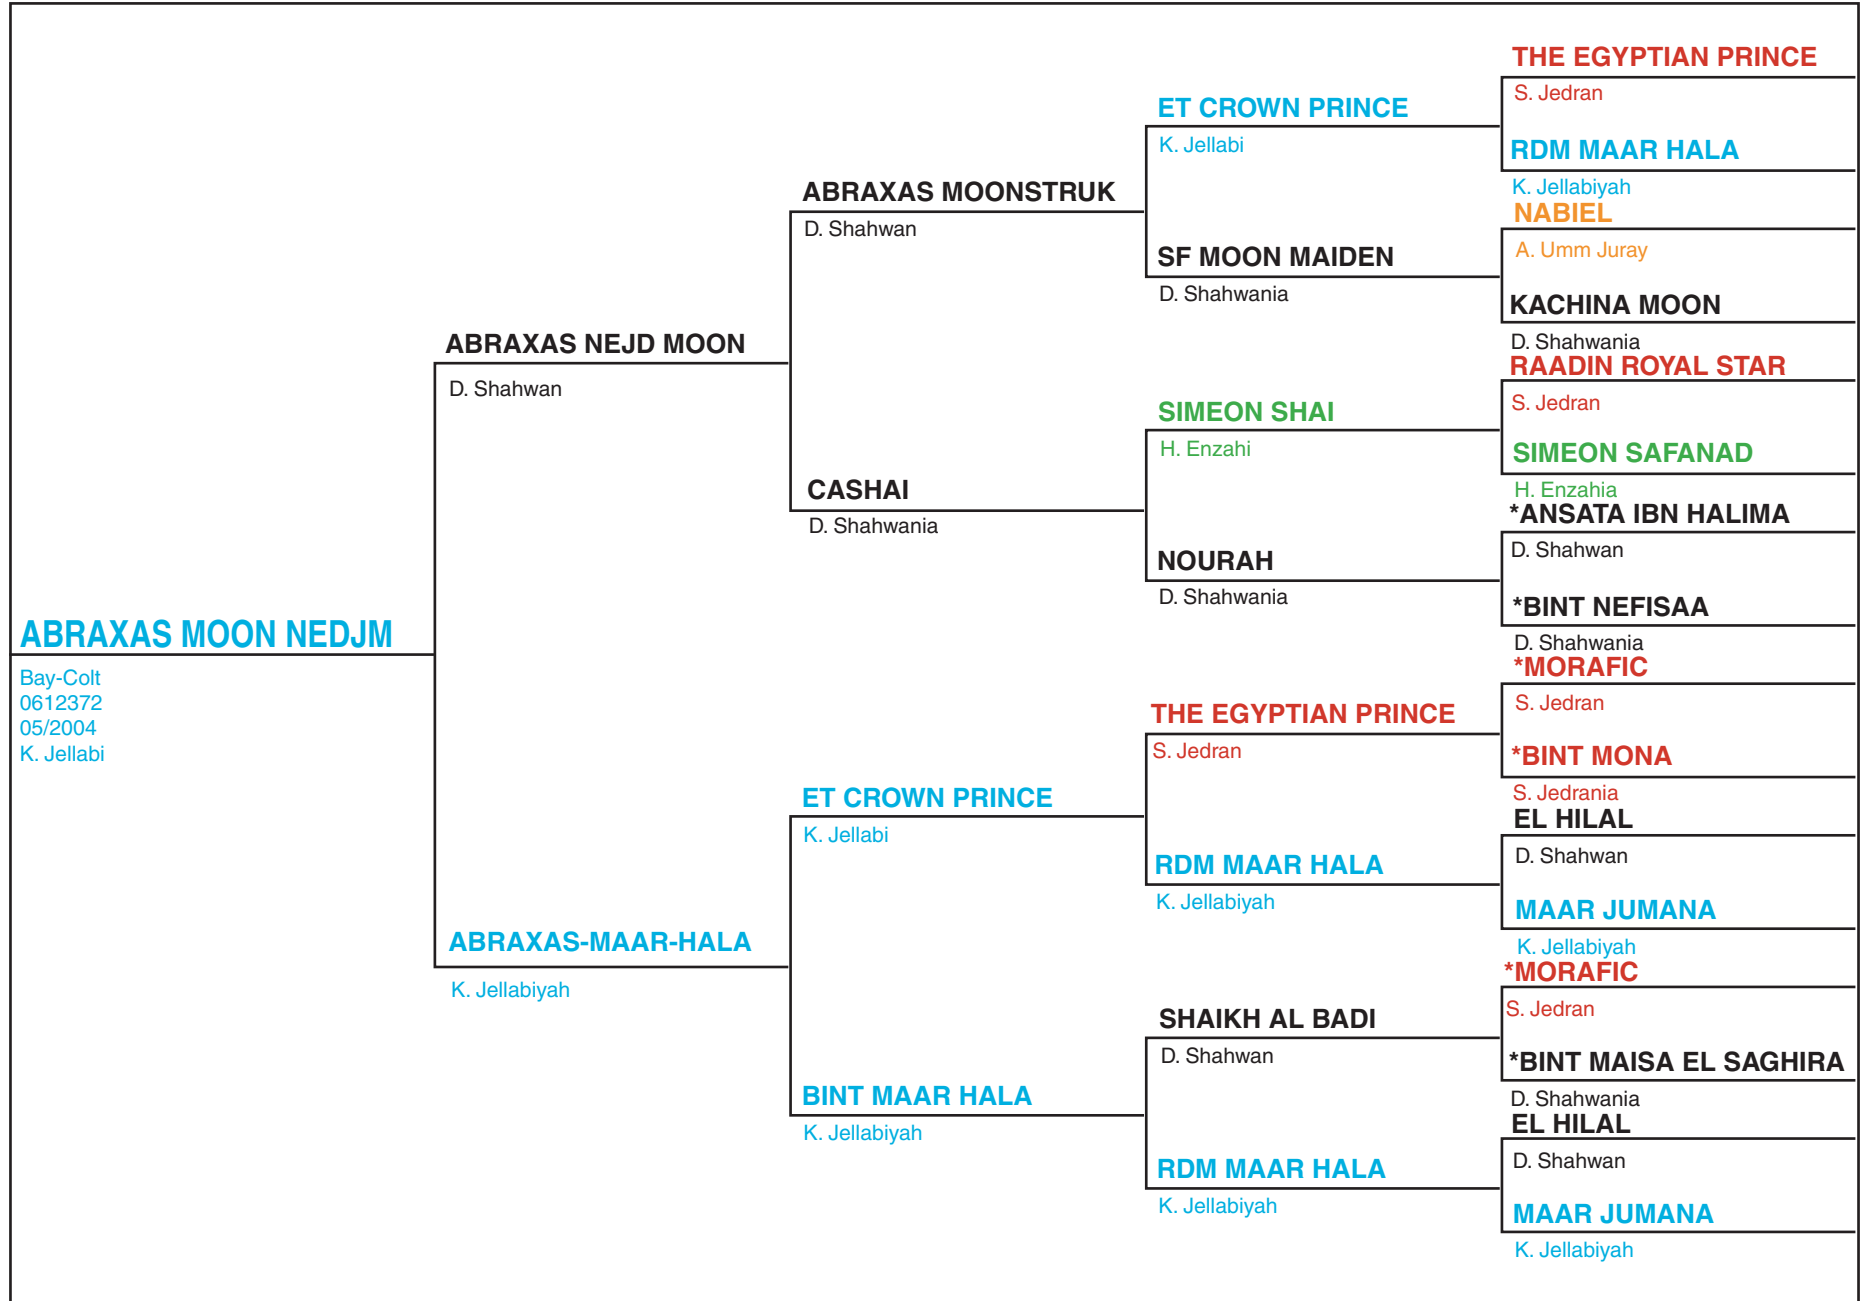 ABRAXAS MOON NEDJM
Bay-Colt
0612372
05/2004
K. Jellabi
ABRAXAS NEJD MOON
D. Shahwan
ABRAXAS-MAAR-HALA
K. Jellabiyah
ABRAXAS MOONSTRUK
D. Shahwan
CASHAI
D. Shahwania
ET CROWN PRINCE
K. Jellabi
BINT MAAR HALA
K. Jellabiyah
ET CROWN PRINCE
K. Jellabi
SF MOON MAIDEN
D. Shahwania
SIMEON SHAI
H. Enzahi
NOURAH
D. Shahwania
THE EGYPTIAN PRINCE
S. Jedran
RDM MAAR HALA
K. Jellabiyah
SHAIKH AL BADI
D. Shahwan
RDM MAAR HALA
K. Jellabiyah
THE EGYPTIAN PRINCE
S. Jedran
RDM MAAR HALA
K. Jellabiyah
NABIEL
A. Umm Juray
KACHINA MOON
D. Shahwania
RAADIN ROYAL STAR
S. Jedran
SIMEON SAFANAD
H. Enzahia
*ANSATA IBN HALIMA
D. Shahwan
*BINT NEFISAA
D. Shahwania
*MORAFIC
S. Jedran
*BINT MONA
S. Jedrania
EL HILAL
D. Shahwan
MAAR JUMANA
K. Jellabiyah
*MORAFIC
S. Jedran
*BINT MAISA EL SAGHIRA
D. Shahwania
EL HILAL
D. Shahwan
MAAR JUMANA
K. Jellabiyah